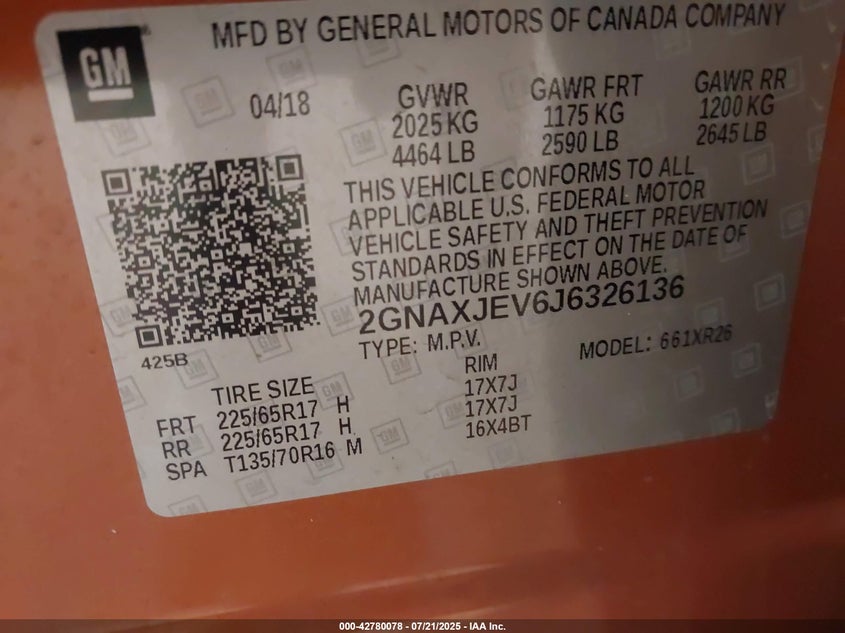 MFD BY GENERAL MOTORS OF CANADA COMPANY
GM
04/18
GVWR GAWR FRT GAWR RR
2025 KG 1175 KG 1200 KG
4464 LB 2590 LB 2645 LB
THIS VEHICLE CONFORMS TO ALL
APPLICABLE U.S. FEDERAL MOTOR
VEHICLE SAFETY AND THEFT PREVENTION
STANDARDS IN EFFECT ON THE DATE OF
MANUFACTURE SHOWN ABOVE.
2GNAXJEV6J6326136
425B
TYPE: M.P.V. MODEL: 661XR26
TIRE SIZE RIM
FRT 225/65R17 H 17X7J
RR 225/65R17 H 17X7J
SPA T135/70R16 M 16X4BT
000-42780078 - 07/21/2025 - IAA Inc.